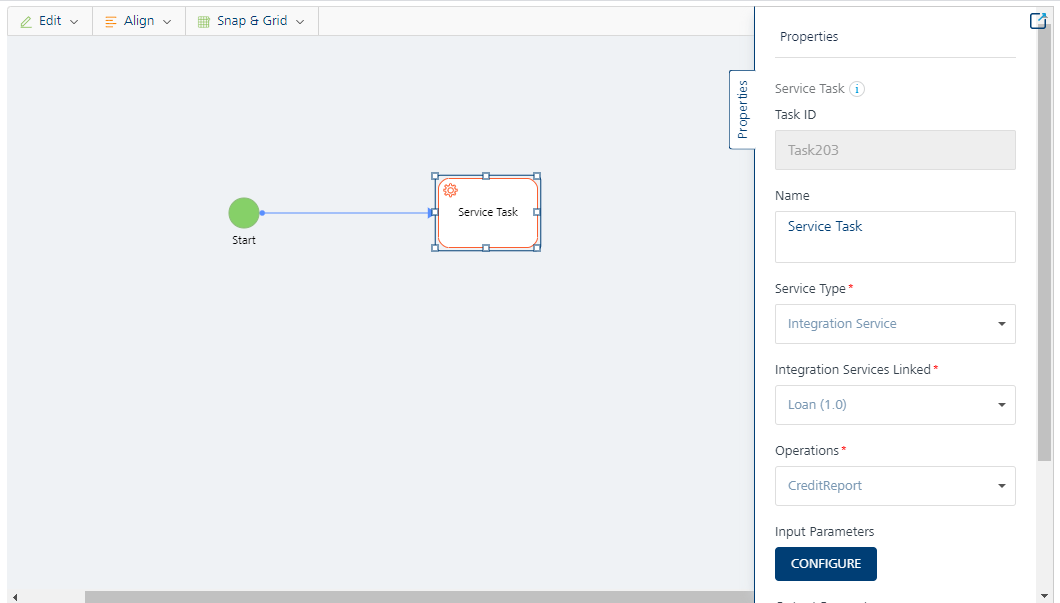 Edit
Align
Snap & Grid
Start
Service Task
Properties
Properties
Service Task i
Task ID
Task203
Name
Service Task
Service Type*
Integration Service
Integration Services Linked*
Loan (1.0)
Operations*
CreditReport
Input Parameters
CONFIGURE